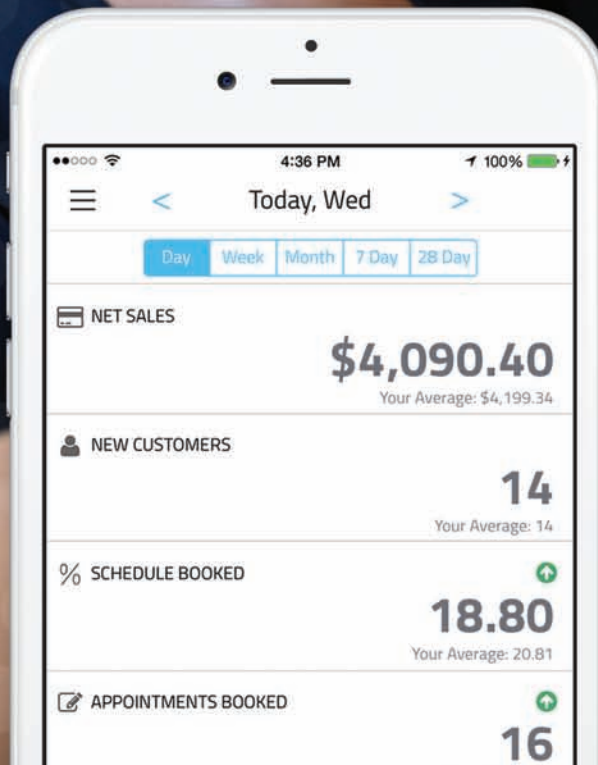 4:36 PM
100%
< Today, Wed >
Day Week Month 7 Day 28 Day
NET SALES
$4,090.40
Your Average: $4,199.34
NEW CUSTOMERS
14
Your Average: 14
% SCHEDULE BOOKED
18.80
Your Average: 20.81
APPOINTMENTS BOOKED
16